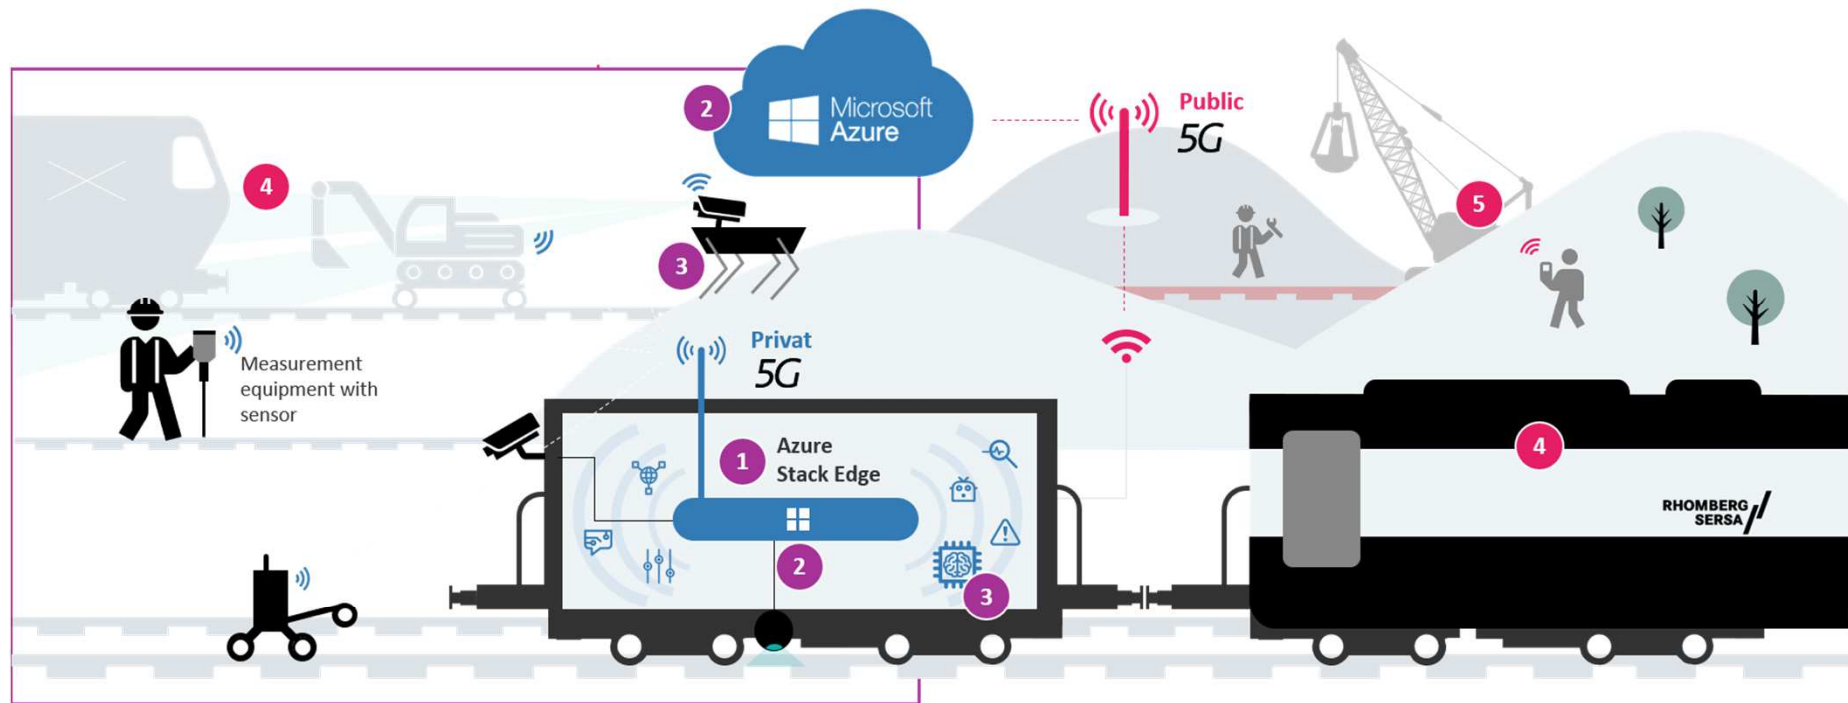 2
Microsoft
Azure
Public
5G
4
5
3
Privat
5G
Measurement
equipment with
sensor
1
Azure
Stack Edge
4
RHOMBERG
SERSA
2
3